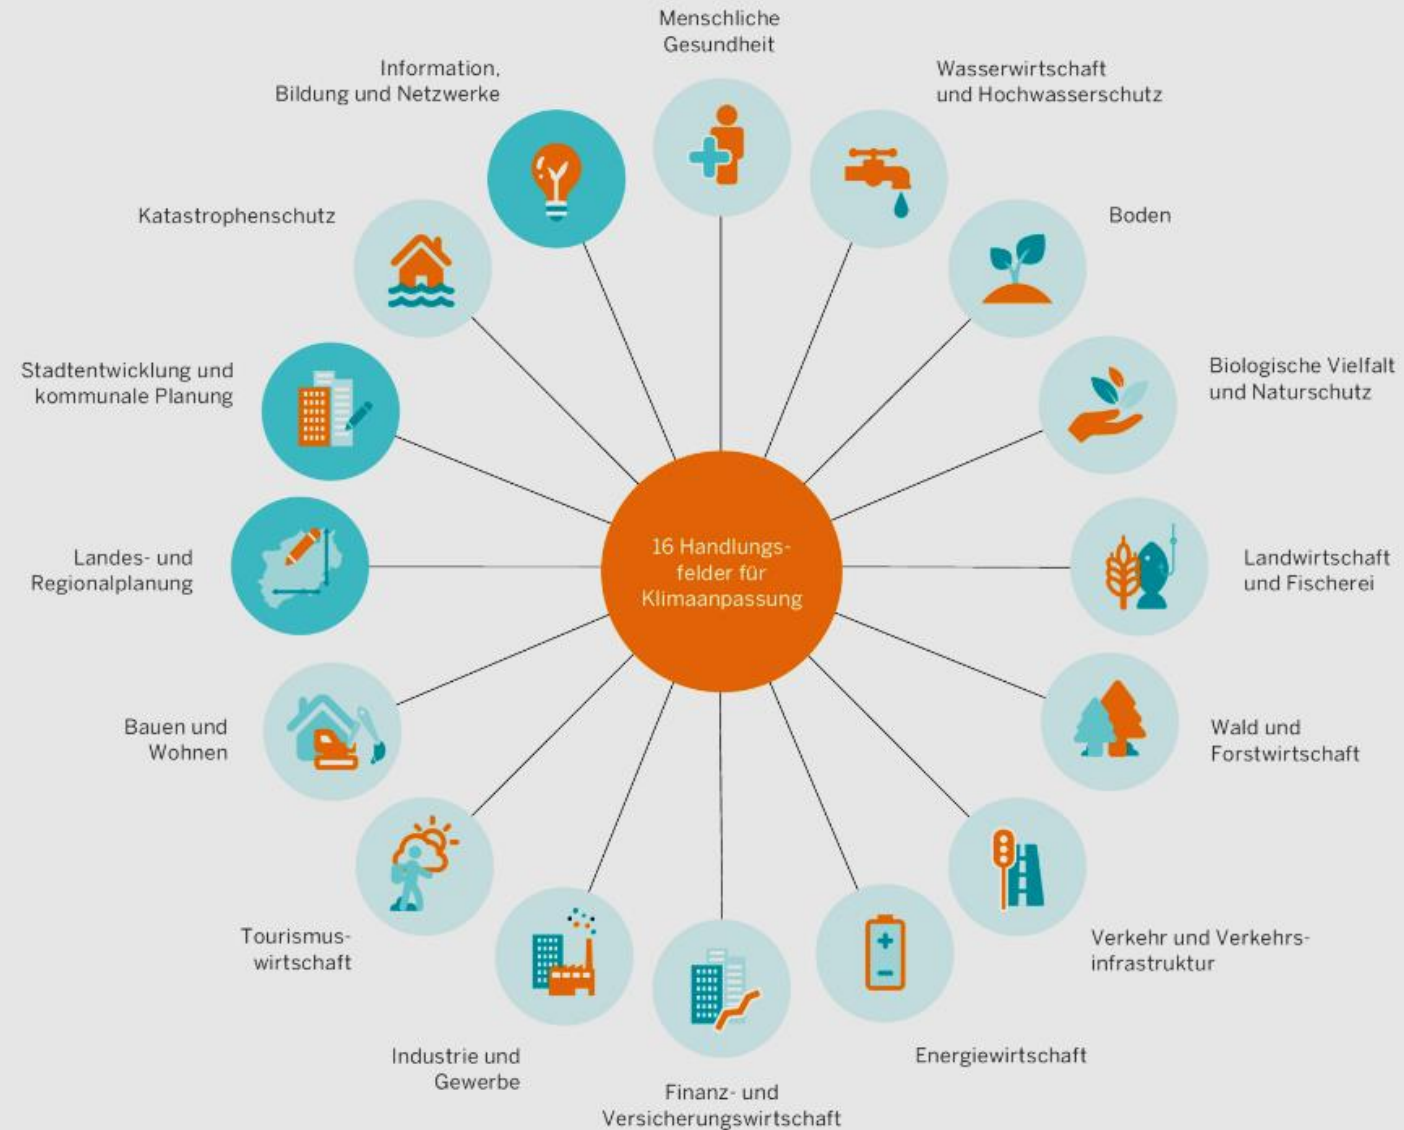 Menschliche
Gesundheit
Wasserwirtschaft
und Hochwasserschutz
Boden
Biologische Vielfalt
und Naturschutz
Landwirtschaft
und Fischerei
Wald und
Forstwirtschaft
Verkehr und Verkehrs-
infrastruktur
Energiewirtschaft
Finanz- und
Versicherungswirtschaft
Industrie und
Gewerbe
Tourismus-
wirtschaft
Bauen und
Wohnen
Landes- und
Regionalplanung
Stadtentwicklung und
kommunale Planung
Katastrophenschutz
Information,
Bildung und Netzwerke
16 Handlungs-
felder für
Klimaanpassung